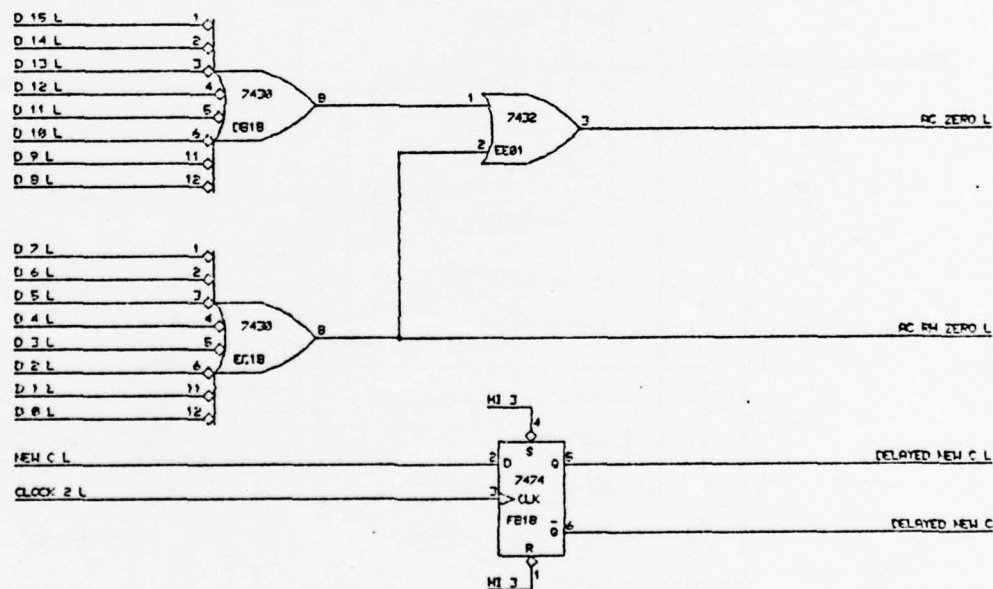 D 15 L 1
D 14 L 2
D 13 L 3
D 12 L 4
D 11 L 5
D 10 L 6
D 9 L 11
D 8 L 12
7430
8
1
2
7432
EE01
3
AC ZERO L
D 7 L 1
D 6 L 2
D 5 L 3
D 4 L 4
D 3 L 5
D 2 L 6
D 1 L 11
D 0 L 12
7430
8
AC RH ZERO L
HI 3
4
S
NEW C L 2 D Q 5 DELAYED NEW C L
7474
CLOCK 2 L 3 CLK
FB18
Q 6 DELAYED NEW C
R
HI 3 1